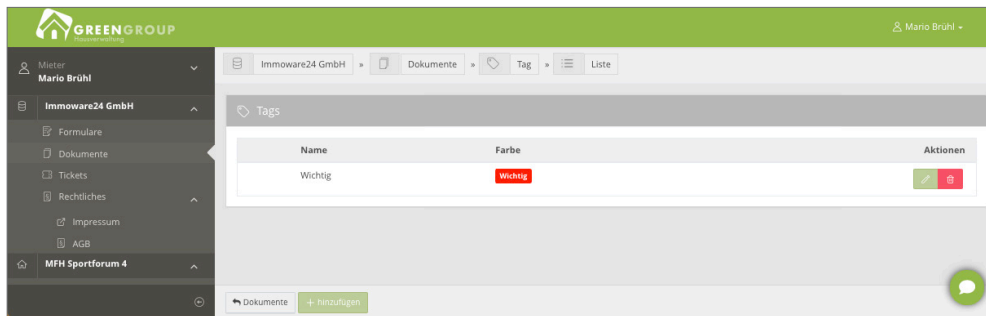 GREENGROUP
Hausverwaltung
Mario Brühl
Mieter
Mario Brühl
Immoware24 GmbH
Formulare
Dokumente
Tickets
Rechtliches
Impressum
AGB
MFH Sportforum 4
Immoware24 GmbH » Dokumente » Tag » Liste
Tags
Name Farbe Aktionen
Wichtig Wichtig
Dokumente + hinzufügen